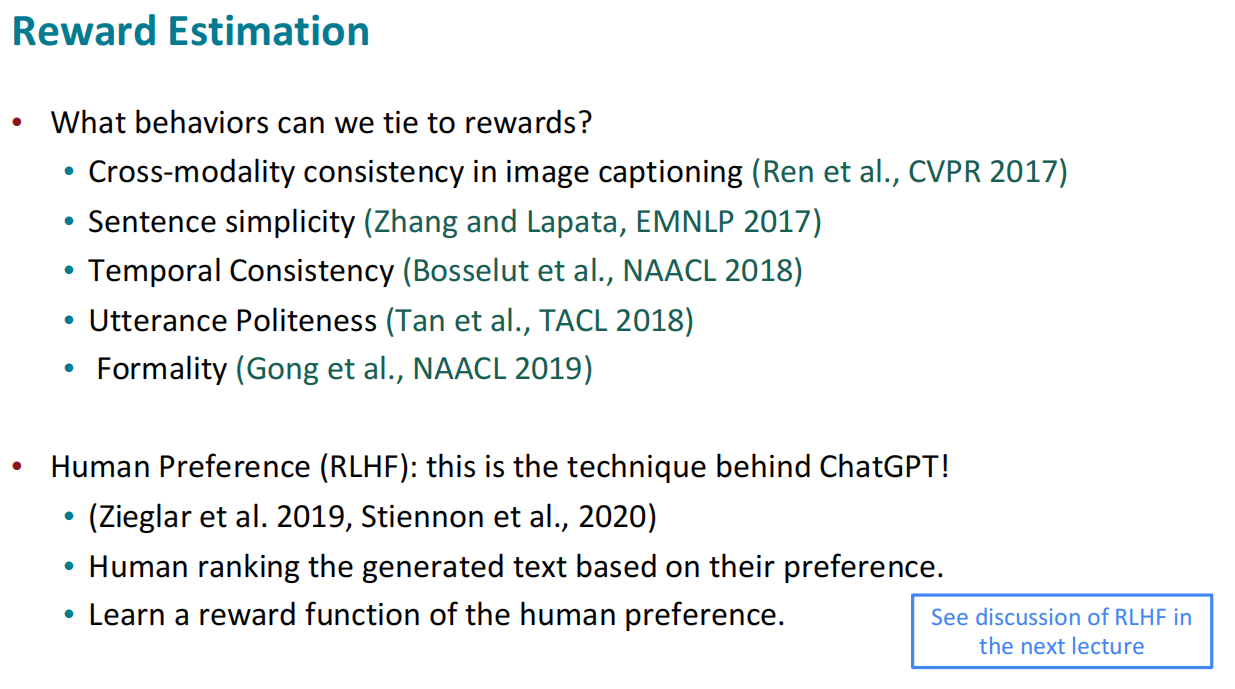 Reward Estimation
• What behaviors can we tie to rewards?
• Cross-modality consistency in image captioning (Ren et al., CVPR 2017)
• Sentence simplicity (Zhang and Lapata, EMNLP 2017)
• Temporal Consistency (Bosselut et al., NAACL 2018)
• Utterance Politeness (Tan et al., TACL 2018)
• Formality (Gong et al., NAACL 2019)
• Human Preference (RLHF): this is the technique behind ChatGPT!
• (Zieglar et al. 2019, Stiennon et al., 2020)
• Human ranking the generated text based on their preference.
• Learn a reward function of the human preference.
See discussion of RLHF in
the next lecture